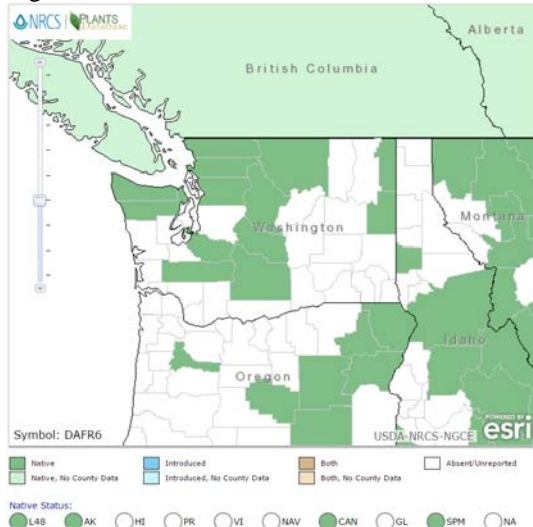 NRCS | PLANTS Database
Alberta
British Columbia
Washington
Montana
Idaho
Oregon
POWERED BY
esri
Symbol: DAFR6
USDA-NRCS-NGCE
Native Introduced Both Absent/Unreported
Native, No County Data Introduced, No County Data Both, No County Data
Native Status:
L48 AK HI PR VI NAV CAN GL SPM NA